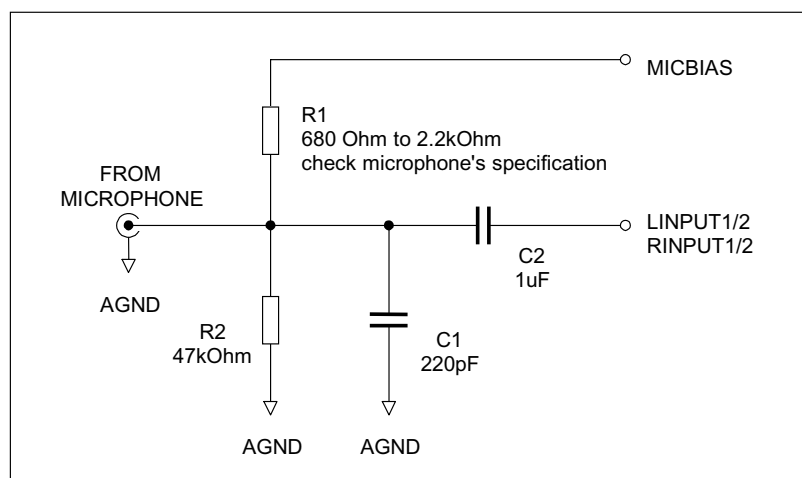 MICBIAS
R1
680 Ohm to 2.2kOhm
check microphone's specification
FROM
MICROPHONE
LINPUT1/2
RINPUT1/2
C2
1uF
AGND
R2
47kOhm
C1
220pF
AGND
AGND